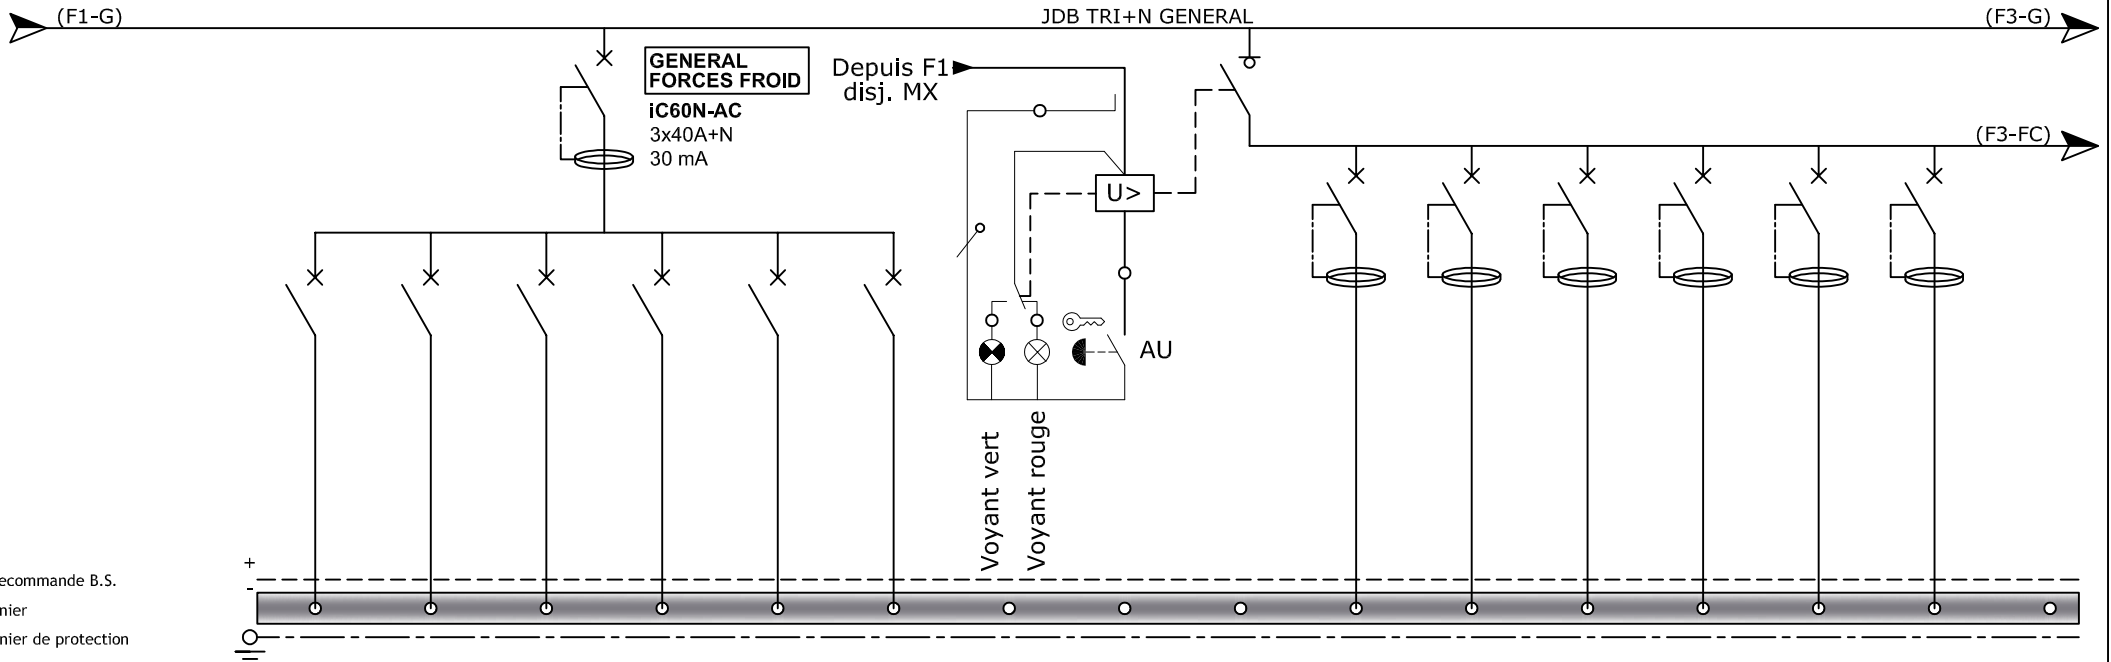 (F1-G)
JDB TRI+N GENERAL
(F3-G)
GENERAL
FORCES FROID
iC60N-AC
3x40A+N
30 mA
Depuis F1
disj. MX
(F3-FC)
U>
AU
Voyant vert
Voyant rouge
+
-
ecommande B.S.
nier
nier de protection